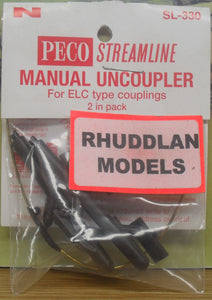 N
SL-330
PECO STREAMLINE
MANUAL UNCOUPLER
For ELC type couplings
2 in pack
RHUDDLAN
MODELS